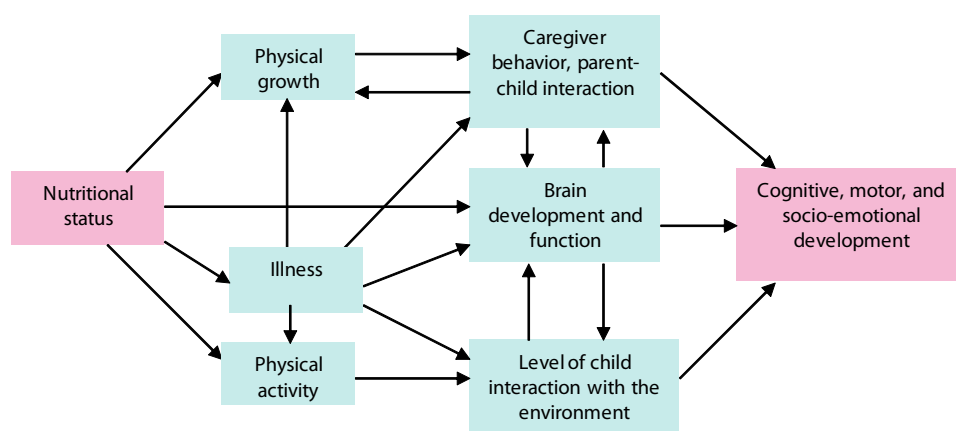 Physical
growth
Caregiver
behavior, parent-
child interaction
Nutritional
status
Brain
development and
function
Cognitive, motor, and
socio-emotional
development
Illness
Physical
activity
Level of child
interaction with the
environment